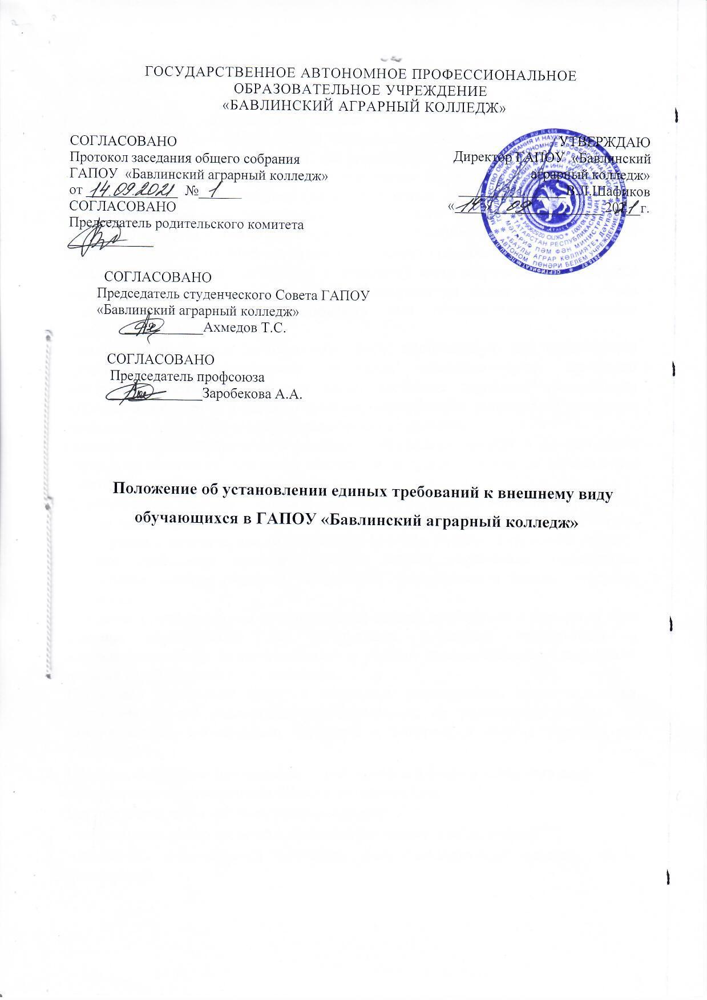 ГОСУДАРСТВЕННОЕ АВТОНОМНОЕ ПРОФЕССИОНАЛЬНОЕ
ОБРАЗОВАТЕЛЬНОЕ УЧРЕЖДЕНИЕ
«БАВЛИНСКИЙ АГРАРНЫЙ КОЛЛЕДЖ»
СОГЛАСОВАНО
Протокол заседания общего собрания
ГАПОУ «Бавлинский аграрный колледж»
от 14.09.2021 № 1
СОГЛАСОВАНО
Председатель родительского комитета
УТВЕРЖДАЮ
Директор ГАПОУ «Бавлинский
аграрный колледж»
В.Л.Шафиков
«14» 09 2021 г.
СОГЛАСОВАНО
Председатель студенческого Совета ГАПОУ
«Бавлинский аграрный колледж»
Ахмедов Т.С.
СОГЛАСОВАНО
Председатель профсоюза
Заробекова А.А.
Положение об установлении единых требований к внешнему виду
обучающихся в ГАПОУ «Бавлинский аграрный колледж»